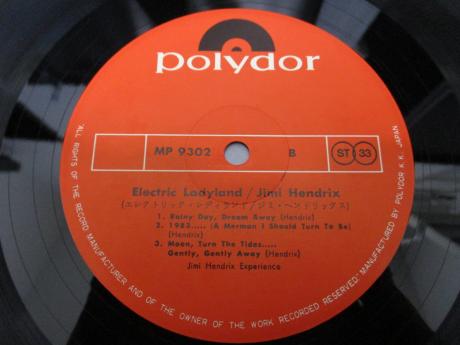 polydor
MP 9302 B ST 33
Electric Ladyland / Jimi Hendrix
(エレクトリック・レディランド/ジミ・ヘンドリックス)
1. Rainy Day, Dream Away (Hendrix)
2. 1983..... (A Merman I Should Turn To Be)
(Hendrix)
3. Moon, Turn The Tides.....
Gently, Gently Away (Hendrix)
Jimi Hendrix Experience
"ALL RIGHTS OF THE RECORD MANUFACTURER AND OF THE OWNER OF THE WORK RECORDED RESERVED" MANUFACTURED BY POLYDOR K.K. JAPAN